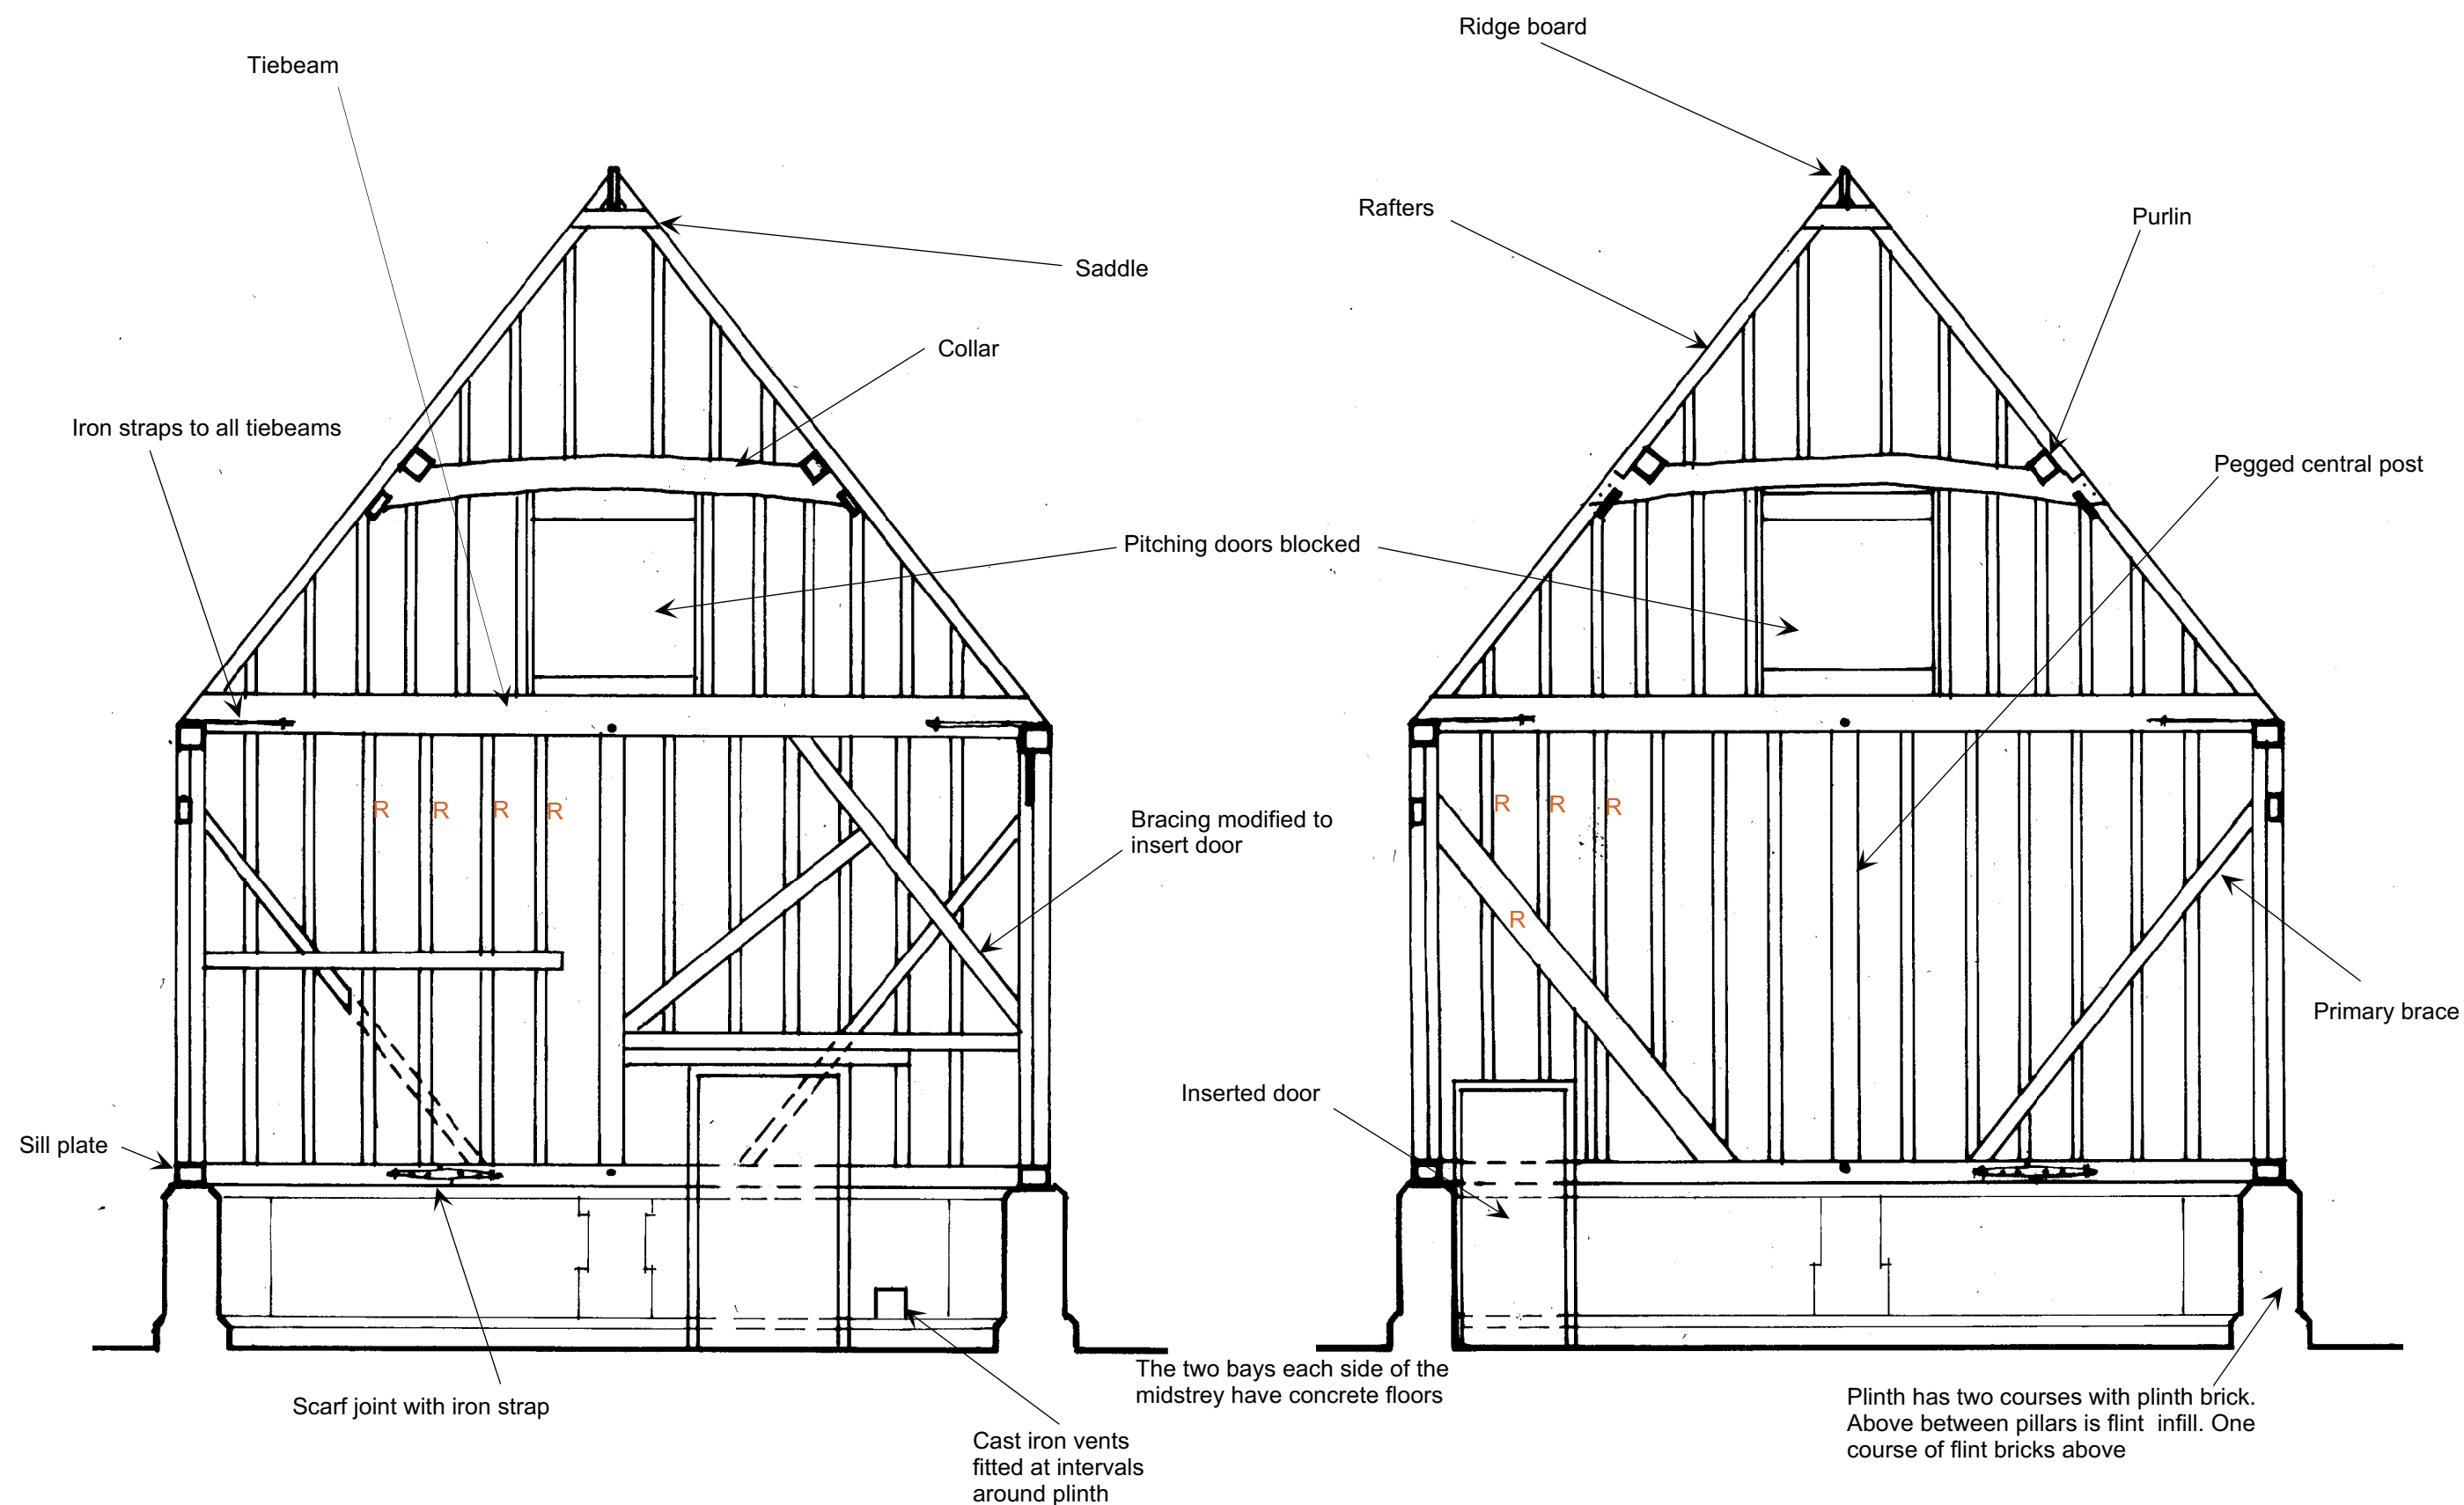 Ridge board
Tiebeam
Rafters
Purlin
Saddle
Collar
Iron straps to all tiebeams
Pegged central post
Pitching doors blocked
R R R R
R R R
Bracing modified to
insert door
R
Primary brace
Inserted door
Sill plate
The two bays each side of the
midstrey have concrete floors
Scarf joint with iron strap
Plinth has two courses with plinth brick.
Above between pillars is flint infill. One
course of flint bricks above
Cast iron vents
fitted at intervals
around plinth